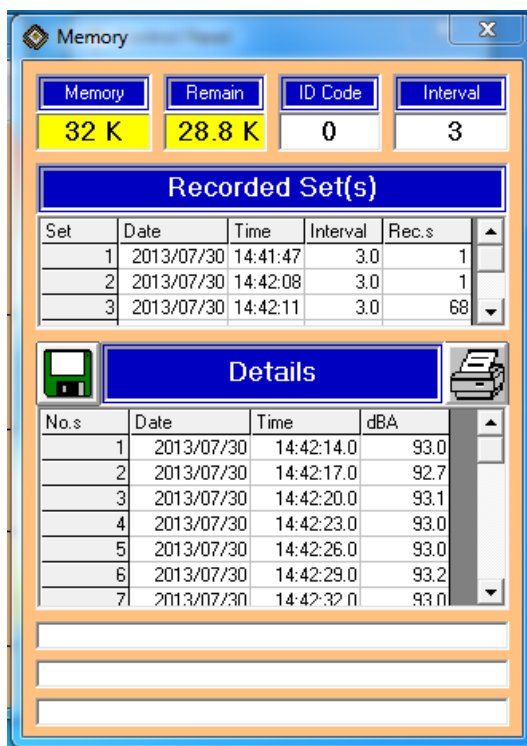 Memory
Memory Remain ID Code Interval
32 K 28.8 K 0 3
Recorded Set(s)
Set Date Time Interval Rec.s
1 2013/07/30 14:41:47 3.0 1
2 2013/07/30 14:42:08 3.0 1
3 2013/07/30 14:42:11 3.0 68
Details
No.s Date Time dBA
1 2013/07/30 14:42:14.0 93.0
2 2013/07/30 14:42:17.0 92.7
3 2013/07/30 14:42:20.0 93.1
4 2013/07/30 14:42:23.0 93.0
5 2013/07/30 14:42:26.0 93.0
6 2013/07/30 14:42:29.0 93.2
7 2013/07/30 14:42:32.0 93.0